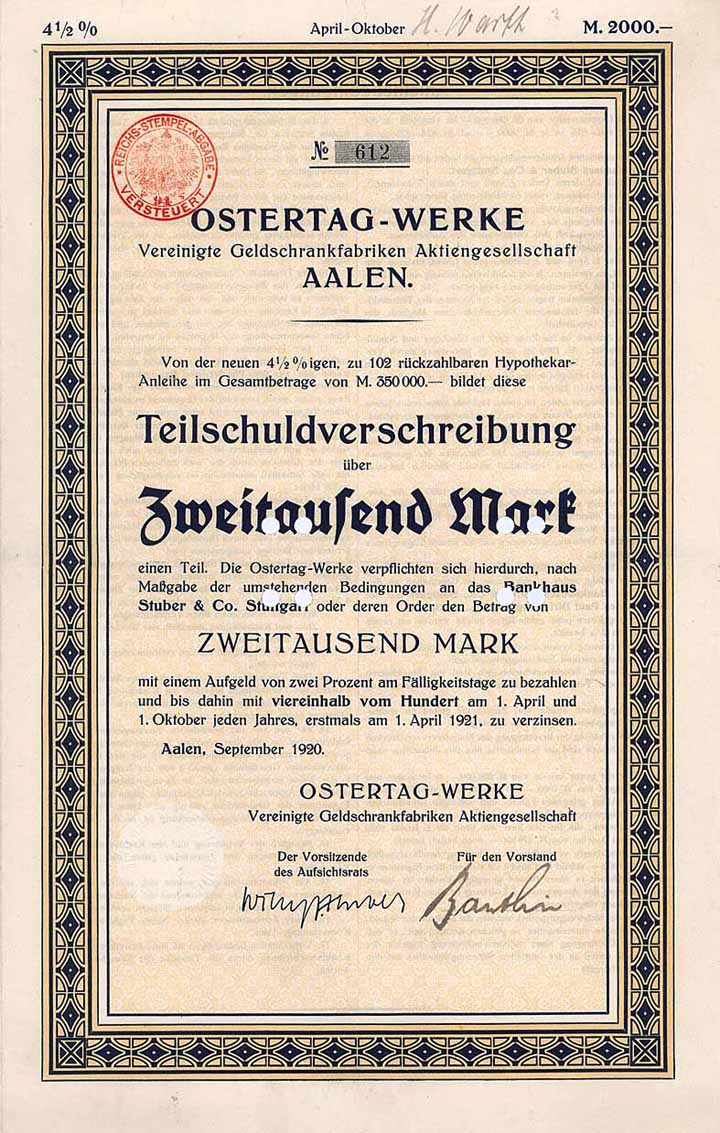 4½ %
April-Oktober
M. 2000.—
REICHS-STEMPEL-ABGABE
VERSTEUERT
№ 612
OSTERTAG-WERKE
Vereinigte Geldschrankfabriken Aktiengesellschaft
AALEN.
Von der neuen 4½ %igen, zu 102 rückzahlbaren Hypothekar-
Anleihe im Gesamtbetrage von M. 350 000.— bildet diese
Teilschuldverschreibung
über
Zweitausend Mark
einen Teil. Die Ostertag-Werke verpflichten sich hierdurch, nach
Maßgabe der umstehenden Bedingungen an das Bankhaus
Stuber & Co. Stuttgart oder deren Order den Betrag von
ZWEITAUSEND MARK
mit einem Aufgeld von zwei Prozent am Fälligkeitstage zu bezahlen
und bis dahin mit viereinhalb vom Hundert am 1. April und
1. Oktober jeden Jahres, erstmals am 1. April 1921, zu verzinsen.
Aalen, September 1920.
OSTERTAG-WERKE
Vereinigte Geldschrankfabriken Aktiengesellschaft
Der Vorsitzende
des Aufsichtsrats
Für den Vorstand